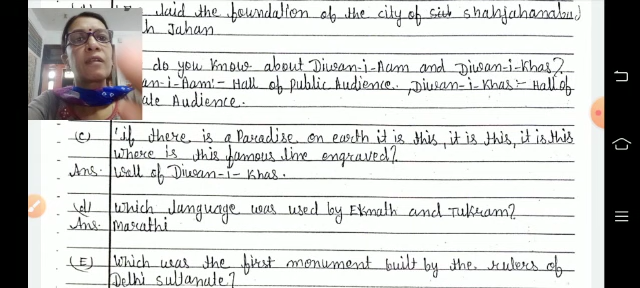 laid the foundation of the city of shahjahanabad
h Jahan
do you know about Diwan-i-Aam and Diwan-i-Khas?
an-i-Aam:- Hall of public Audience. ,Diwan-i-Khas:- Hall of
ate Audience.
(C) 'if there is a Paradise on earth it is this, it is this, it is this
where is this famous line engraved?
Ans. Wall of Diwan-i-Khas.
(d) Which language was used by Eknath and Tukram?
Ans. Marathi
(E) Which was the first monument built by the rulers of
Delhi sultanate?